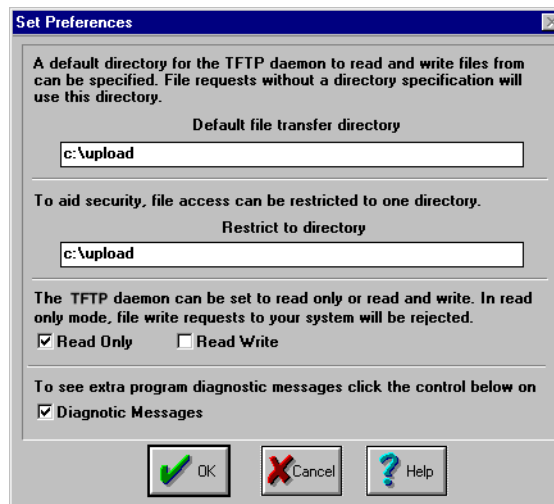 Set Preferences
A default directory for the TFTP daemon to read and write files from
can be specified. File requests without a directory specification will
use this directory.
Default file transfer directory
c:\upload
To aid security, file access can be restricted to one directory.
Restrict to directory
c:\upload
The TFTP daemon can be set to read only or read and write. In read
only mode, file write requests to your system will be rejected.
Read Only Read Write
To see extra program diagnostic messages click the control below on
Diagnotic Messages
OK Cancel Help